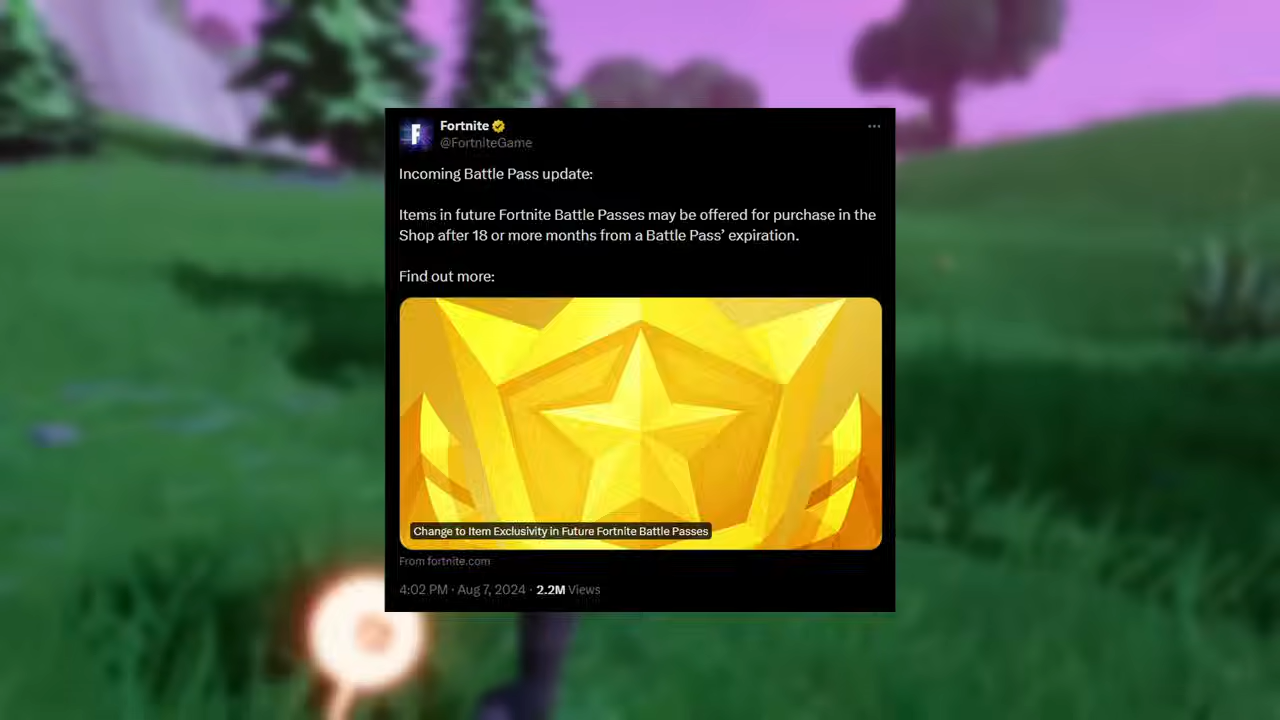 Fortnite
@FortniteGame
Incoming Battle Pass update:
Items in future Fortnite Battle Passes may be offered for purchase in the
Shop after 18 or more months from a Battle Pass’ expiration.
Find out more:
Change to Item Exclusivity in Future Fortnite Battle Passes
From fortnite.com
4:02 PM · Aug 7, 2024 · 2.2M Views